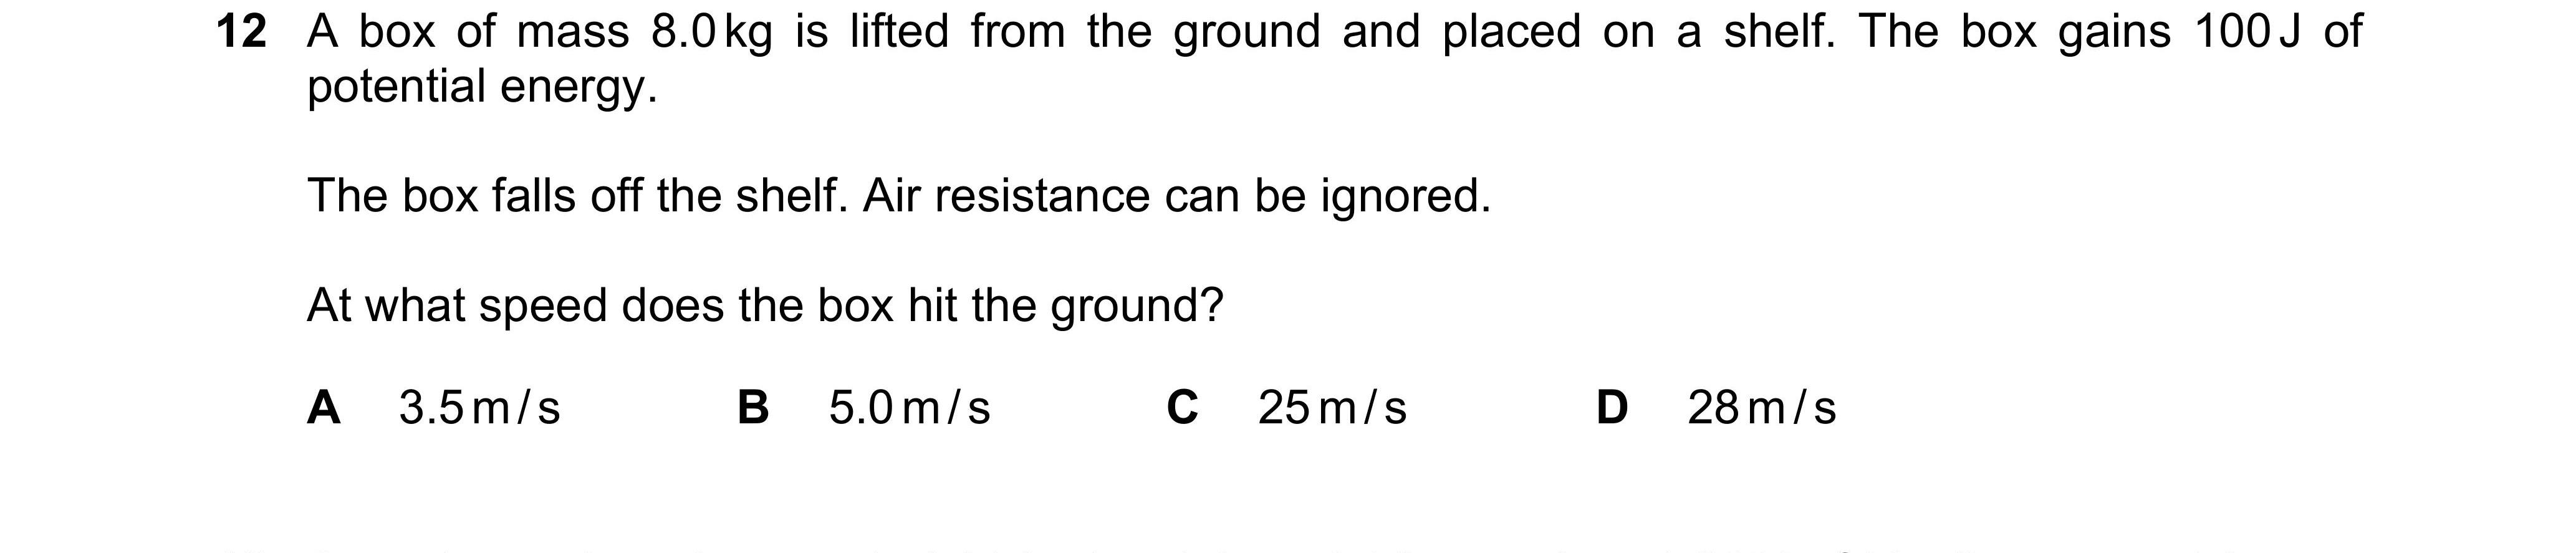 12 A box of mass 8.0 kg is lifted from the ground and placed on a shelf. The box gains 100 J of
potential energy.
The box falls off the shelf. Air resistance can be ignored.
At what speed does the box hit the ground?
A 3.5 m / s B 5.0 m / s C 25 m / s D 28 m / s